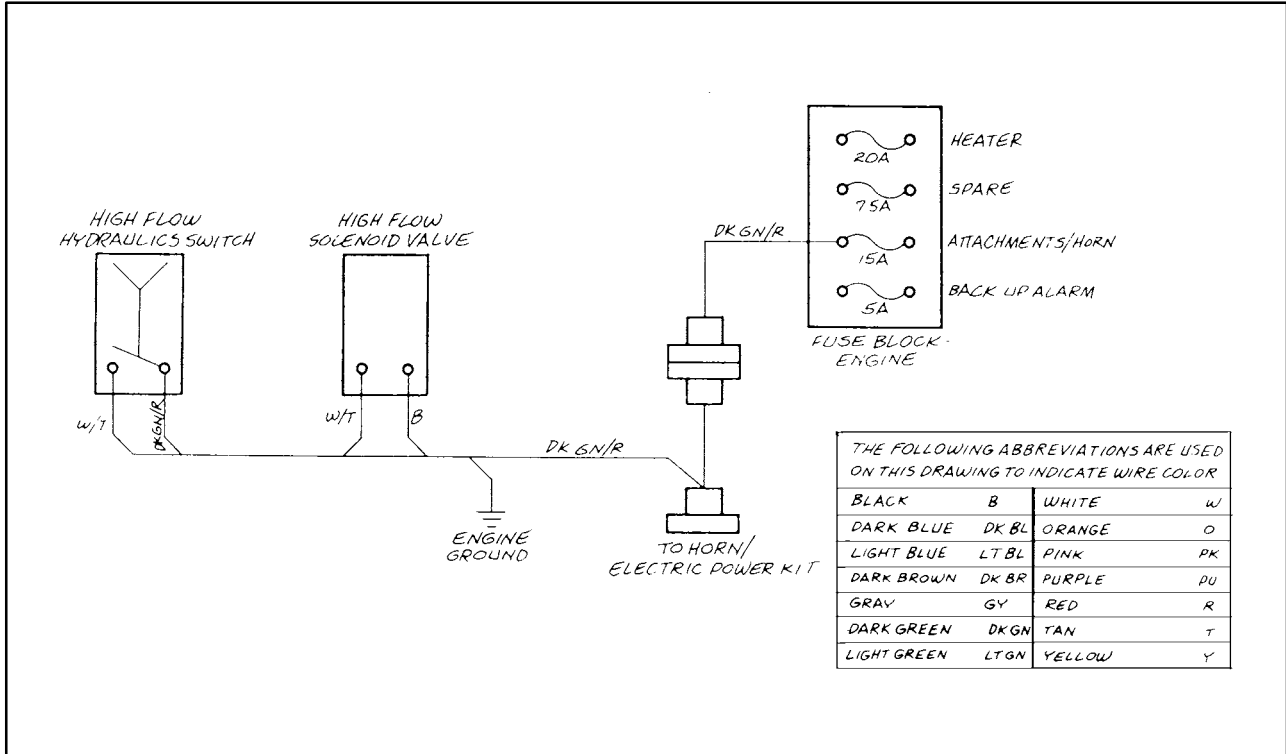 HEATER
20A
SPARE
75A
ATTACHMENTS/HORN
15A
BACK UP ALARM
5A
FUSE BLOCK-
ENGINE
DK GN/R
HIGH FLOW
HYDRAULICS SWITCH
HIGH FLOW
SOLENOID VALVE
W/T
DK GN/R
W/T
B
DK GN/R
ENGINE
GROUND
TO HORN/
ELECTRIC POWER KIT
THE FOLLOWING ABBREVIATIONS ARE USED
ON THIS DRAWING TO INDICATE WIRE COLOR
BLACK B WHITE W
DARK BLUE DK BL ORANGE O
LIGHT BLUE LT BL PINK PK
DARK BROWN DK BR PURPLE PU
GRAY GY RED R
DARK GREEN DK GN TAN T
LIGHT GREEN LT GN YELLOW Y